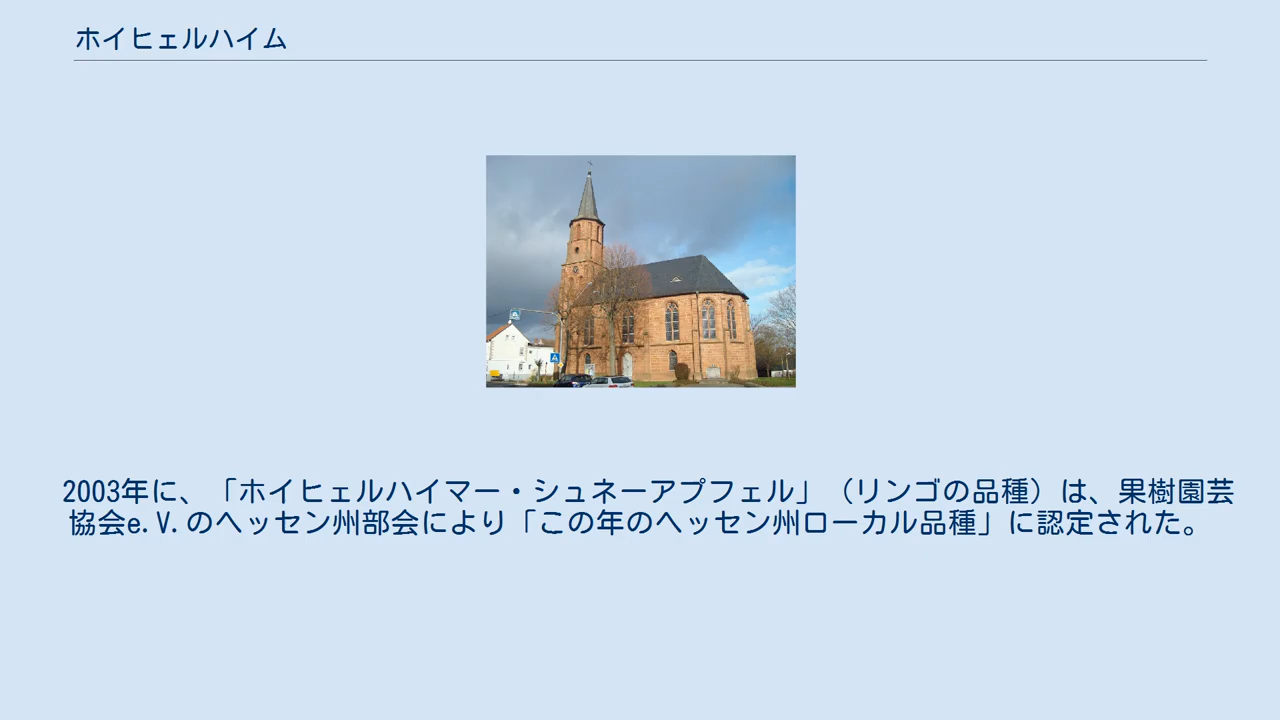 ホイヒェルハイム
2003年に、「ホイヒェルハイマー・シュネーアプフェル」（リンゴの品種）は、果樹園芸
協会e.V.のヘッセン州部会により「この年のヘッセン州ローカル品種」に認定された。